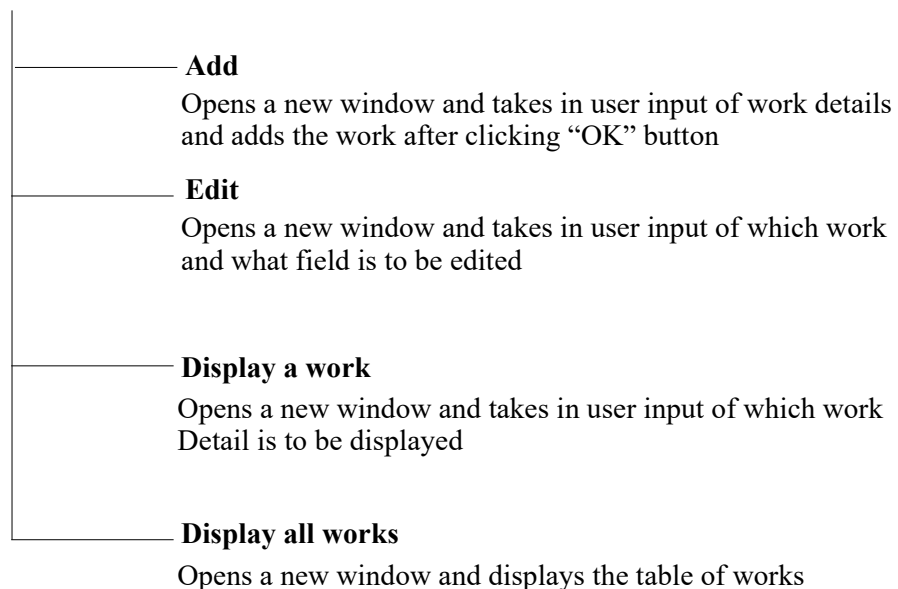 Add
Opens a new window and takes in user input of work details
and adds the work after clicking “OK” button
Edit
Opens a new window and takes in user input of which work
and what field is to be edited
Display a work
Opens a new window and takes in user input of which work
Detail is to be displayed
Display all works
Opens a new window and displays the table of works